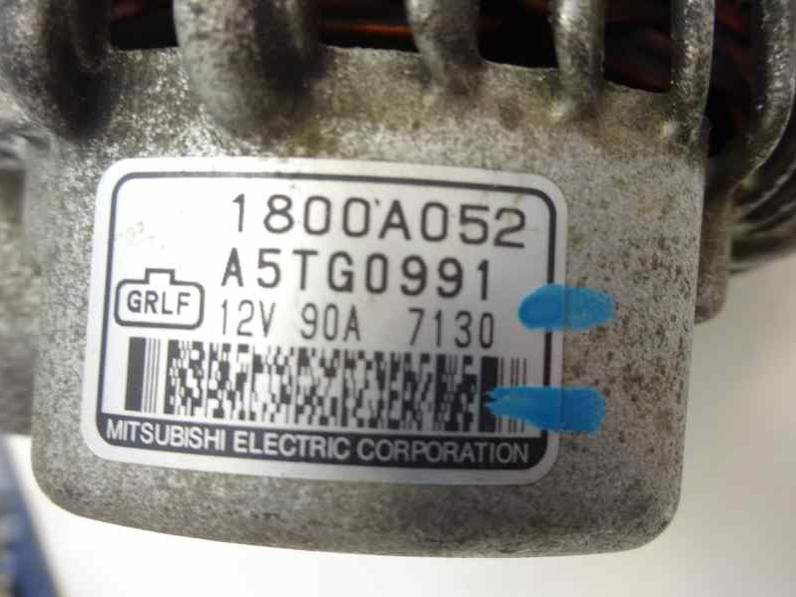 1800A052
A5TG0991
GRLF
12V 90A 7130
MITSUBISHI ELECTRIC CORPORATION